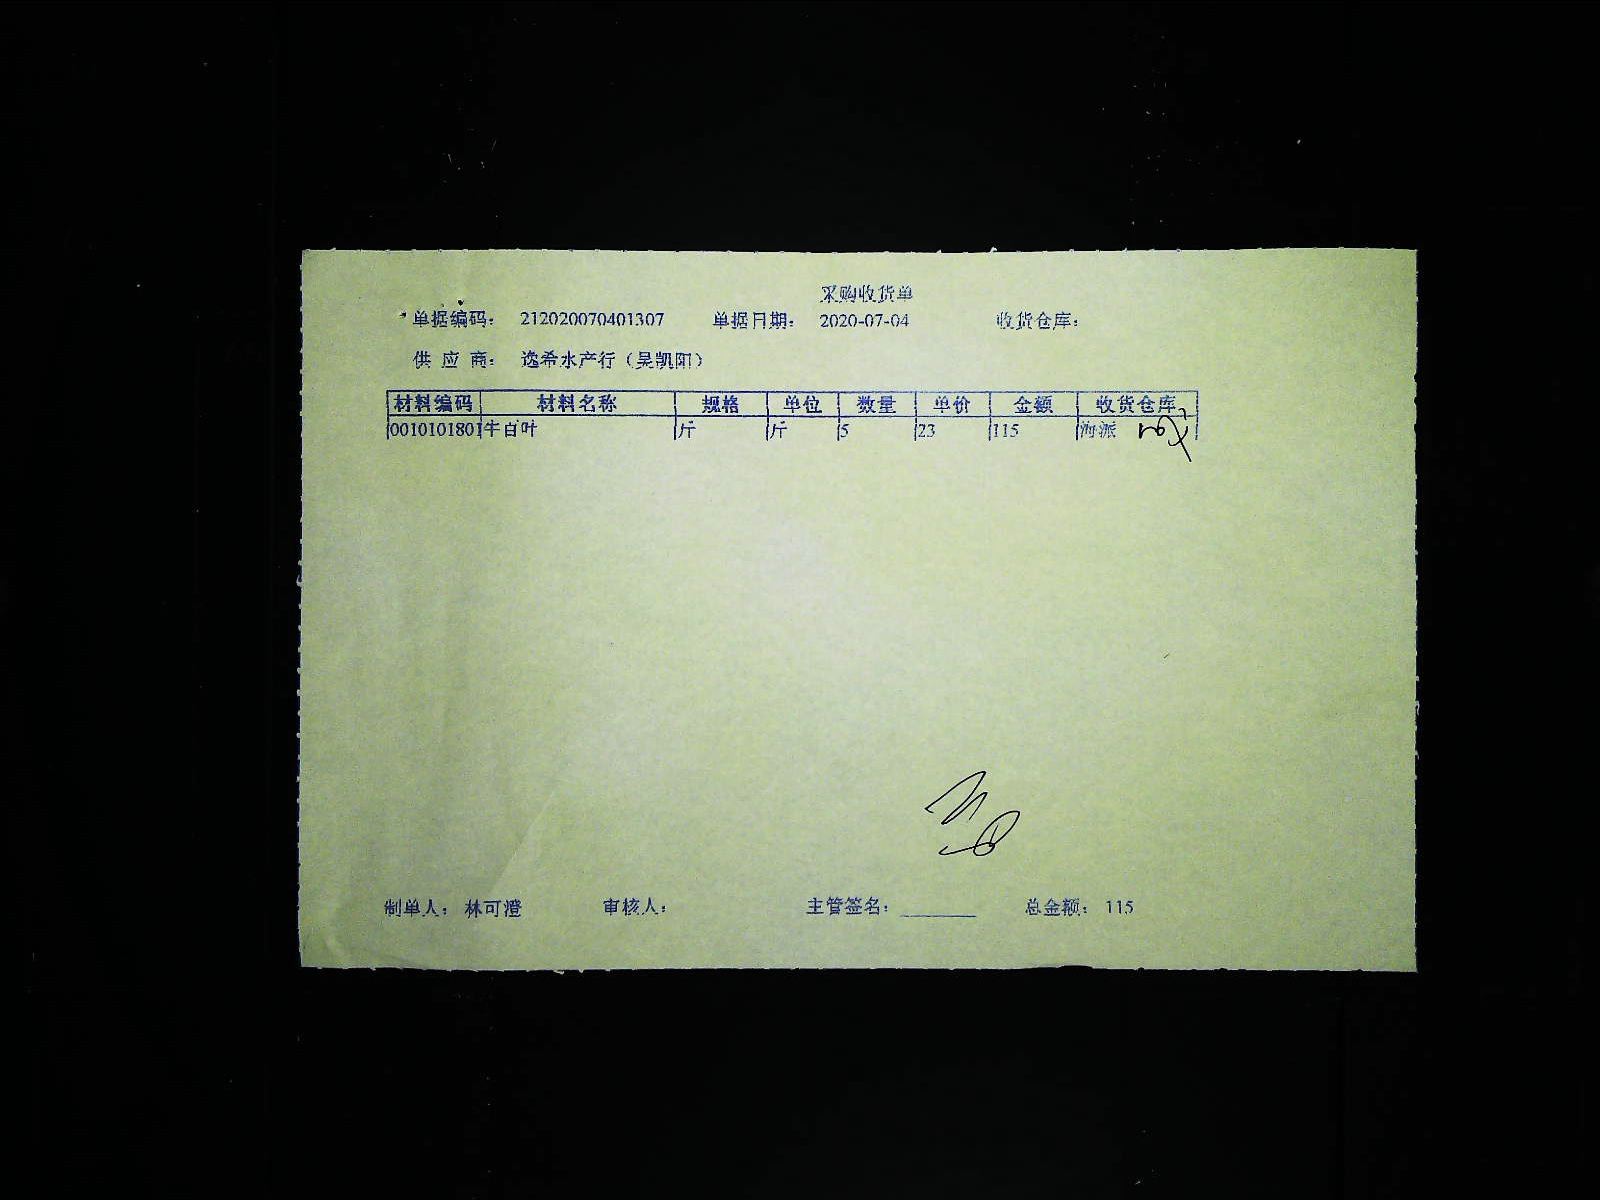 采购收货单
单据编码: 212020070401307 单据日期: 2020-07-04 收货仓库:
供 应 商: 逸希水产行（吴凯阳）
材料编码 材料名称 规格 单位 数量 单价 金额 收货仓库
0010101801 牛百叶 斤 斤 5 23 115 海派
制单人: 林可澄 审核人: 主管签名: 总金额: 115